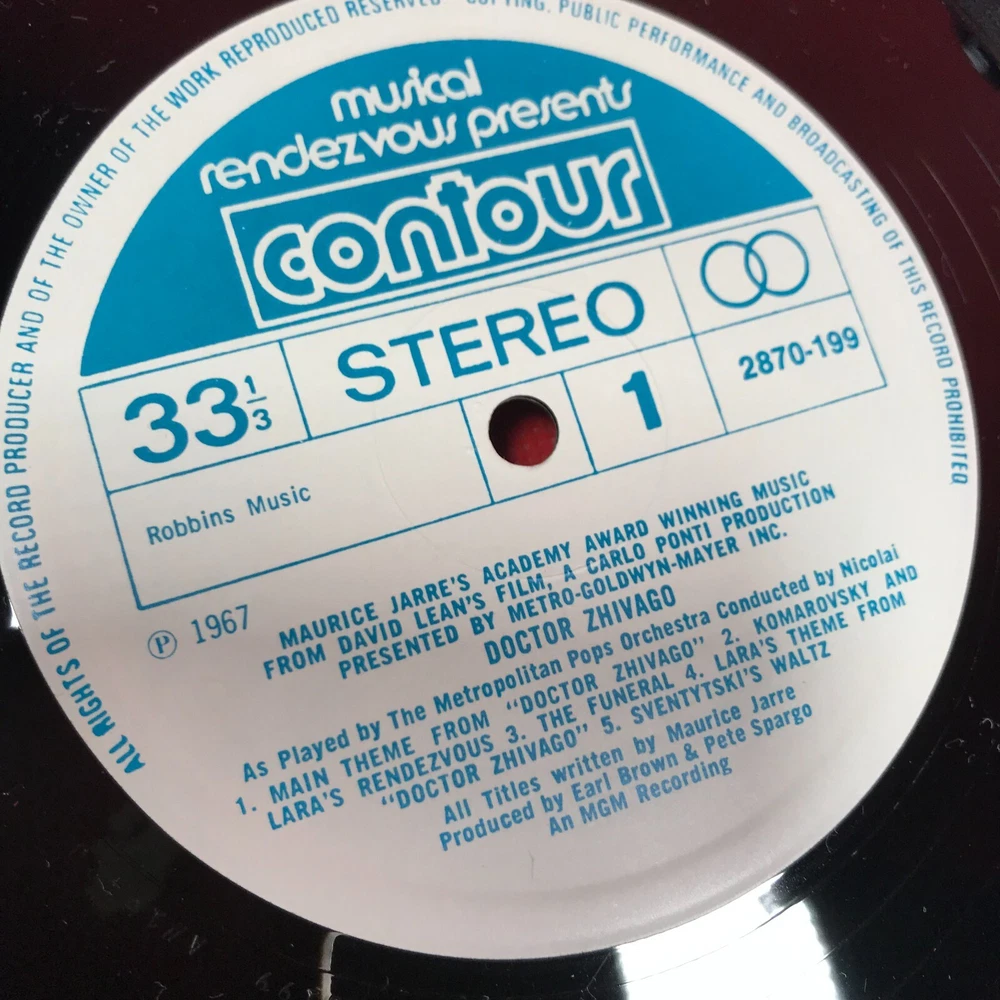 ALL RIGHTS OF THE RECORD PRODUCER AND OF THE OWNER OF THE WORK REPRODUCED RESERVED COPYING, PUBLIC PERFORMANCE AND BROADCASTING OF THIS RECORD PROHIBITED
musical
rendezvous presents
contour
33 1/3
STEREO
2870-199
1
Robbins Music
℗ 1967
MAURICE JARRE'S ACADEMY AWARD WINNING MUSIC
FROM DAVID LEAN'S FILM, A CARLO PONTI PRODUCTION
PRESENTED BY METRO-GOLDWYN-MAYER INC.
DOCTOR ZHIVAGO
As Played by The Metropolitan Pops Orchestra Conducted by Nicolai
1. MAIN THEME FROM "DOCTOR ZHIVAGO" 2. KOMAROVSKY AND
LARA'S RENDEZVOUS 3. THE FUNERAL 4. LARA'S THEME FROM
"DOCTOR ZHIVAGO" 5. SVENTYTSKI'S WALTZ
All Titles written by Maurice Jarre
Produced by Earl Brown & Pete Spargo
An MGM Recording